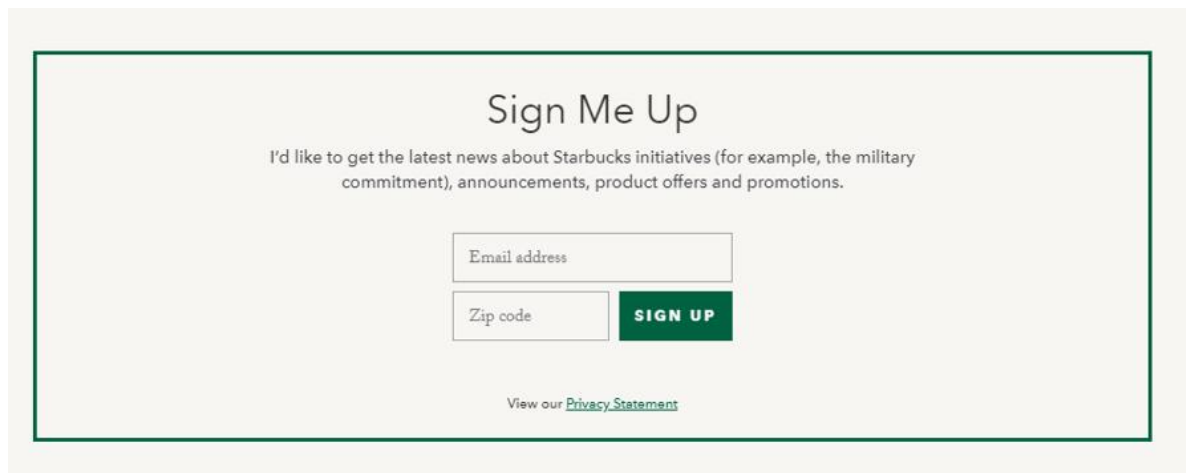 Sign Me Up
I'd like to get the latest news about Starbucks initiatives (for example, the military
commitment), announcements, product offers and promotions.
Email address
Zip code
SIGN UP
View our Privacy Statement